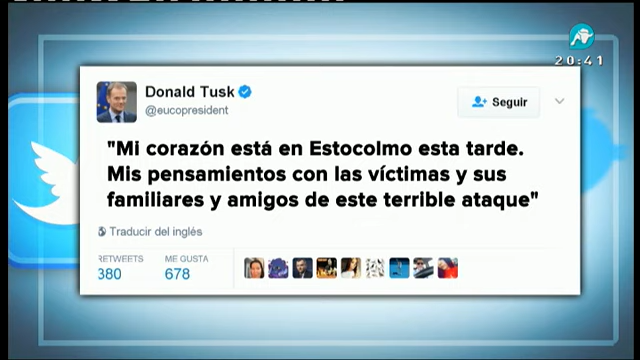 20:41
Donald Tusk
@eucopresident
Seguir
"Mi corazón está en Estocolmo esta tarde.
Mis pensamientos con las víctimas y sus
familiares y amigos de este terrible ataque"
Traducir del inglés
RETWEETS ME GUSTA
380 678